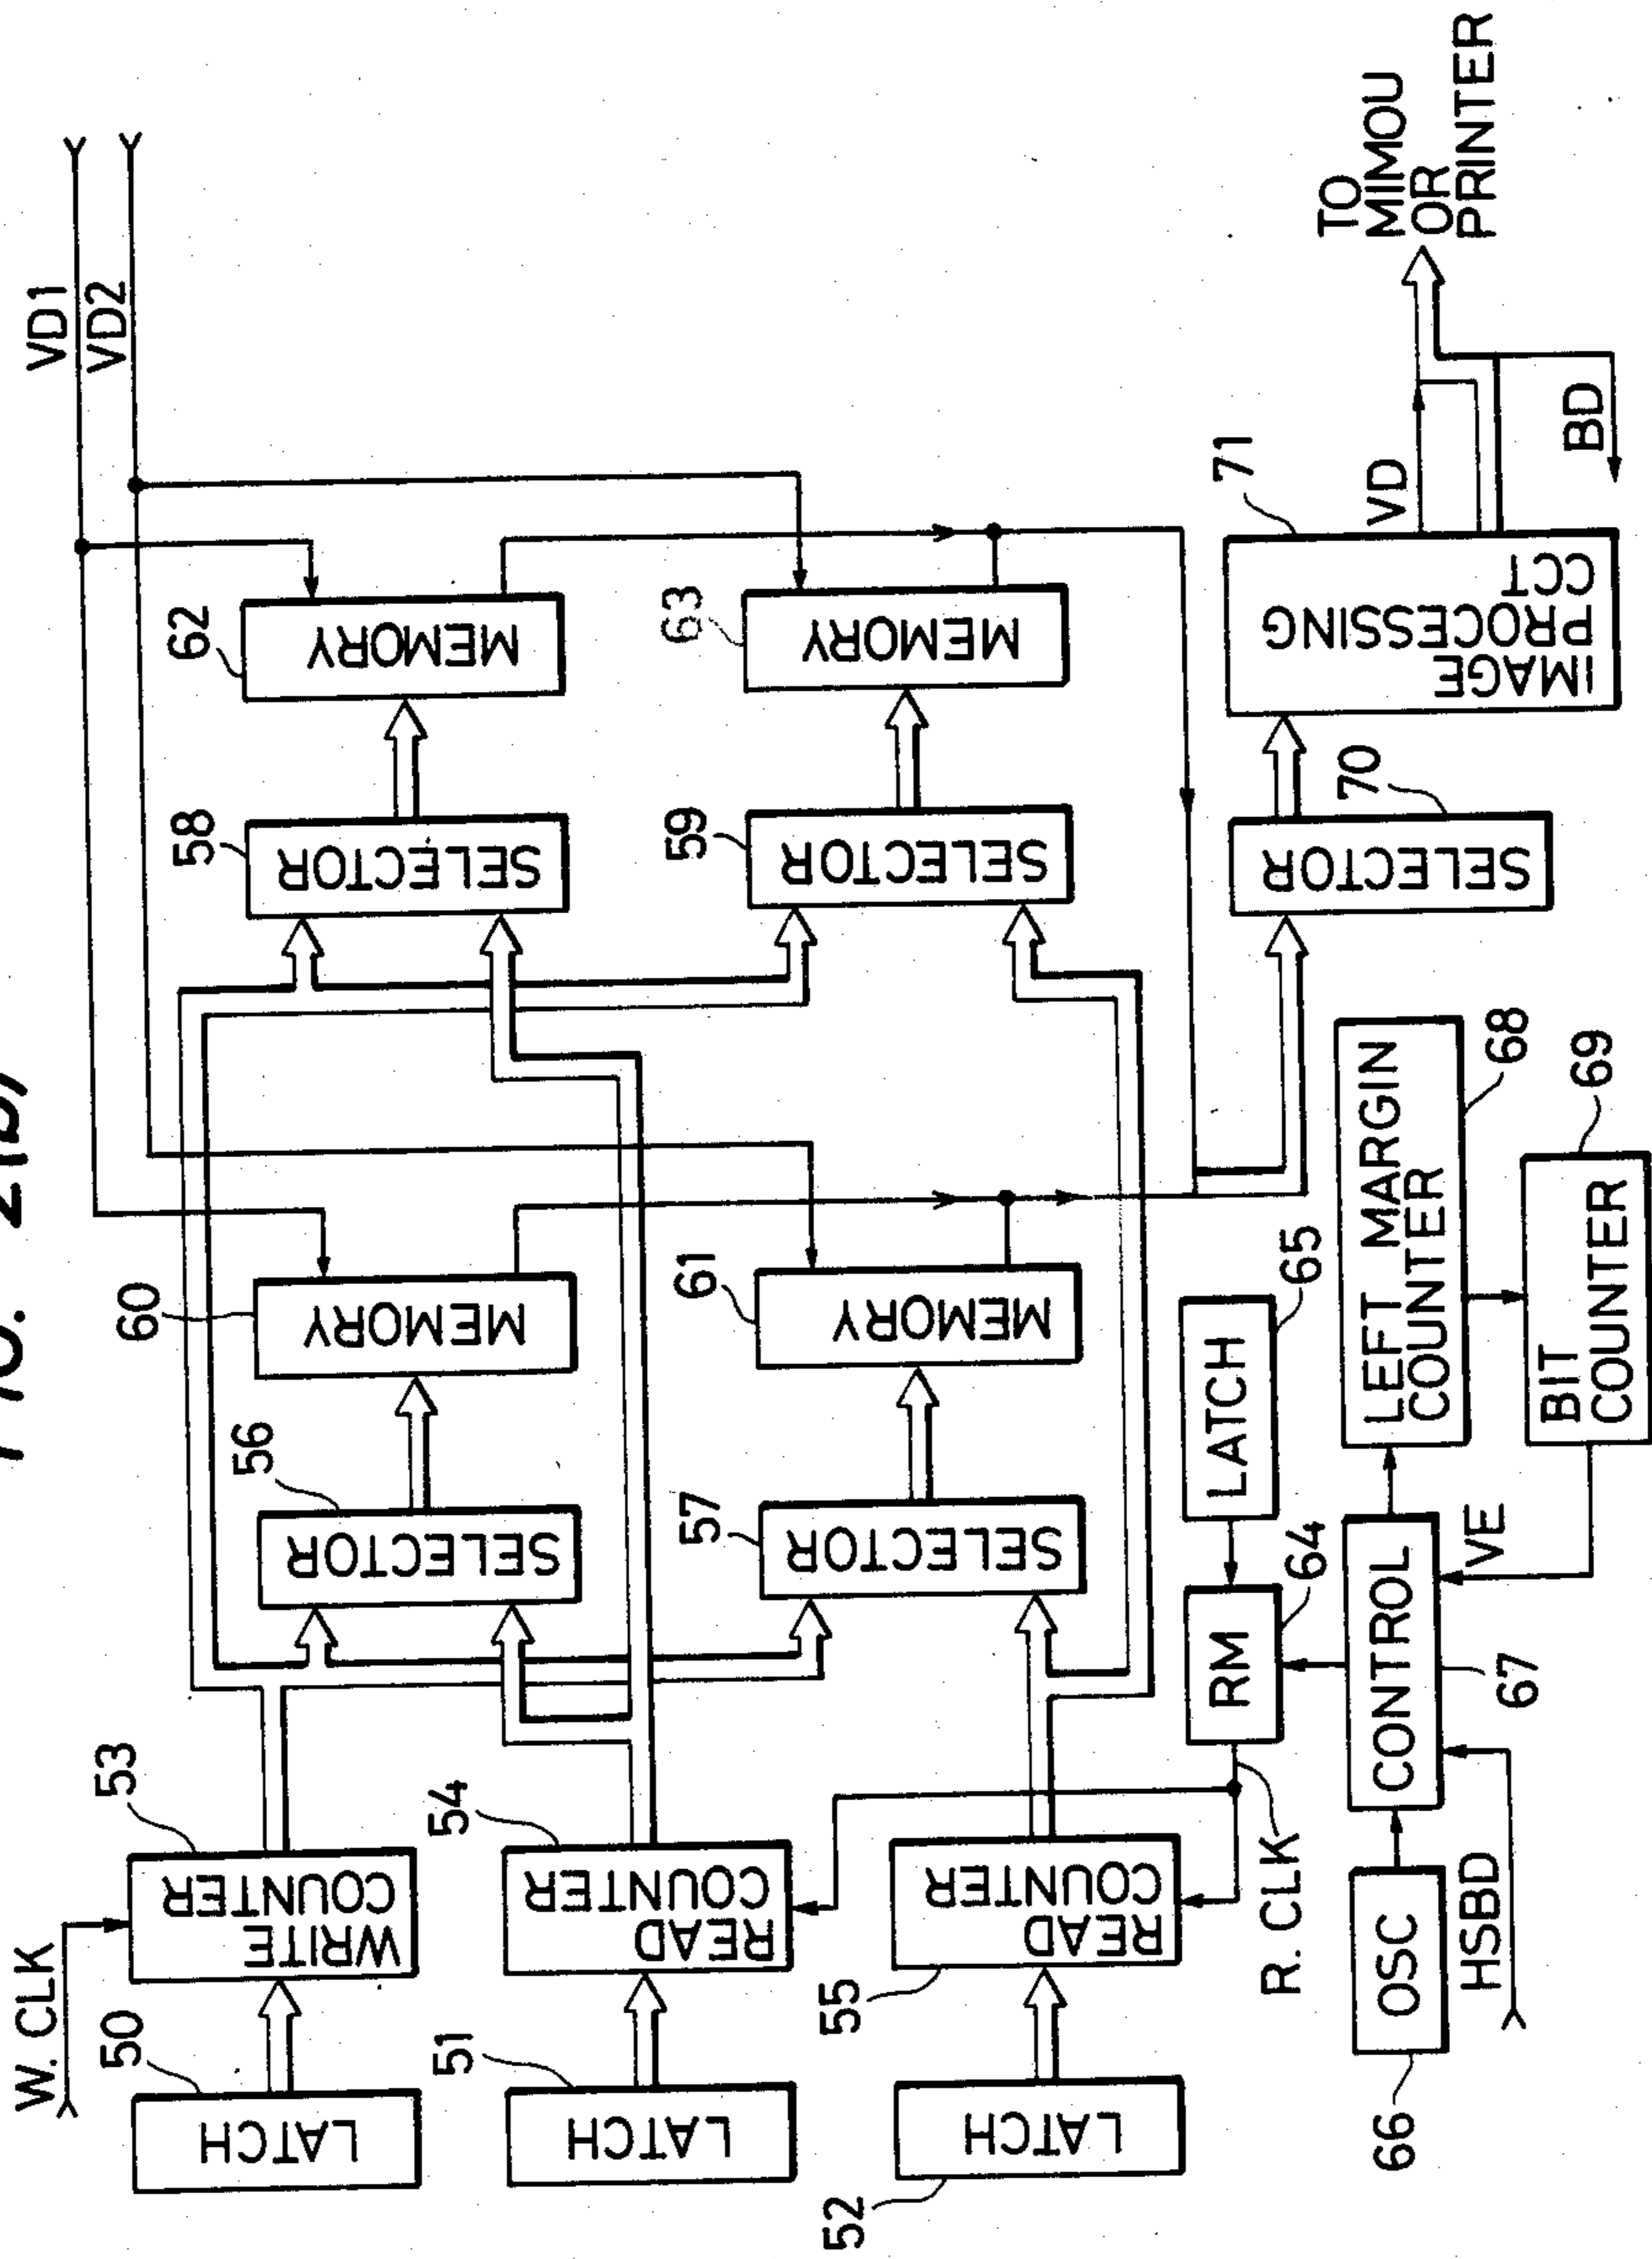 VD1
VD2
W. CLK
50
LATCH
53
WRITE
COUNTER
56
SELECTOR
60
MEMORY
58
SELECTOR
62
MEMORY
51
LATCH
54
READ
COUNTER
57
SELECTOR
61
MEMORY
59
SELECTOR
63
MEMORY
52
LATCH
55
READ
COUNTER
R. CLK
RM
64
LATCH
65
SELECTOR
70
IMAGE
PROCESSING
CCT
71
VD
BD
TO
MIMOU
OR
PRINTER
66
OSC
HSBD
CONTROL
67
VE
LEFT MARGIN
COUNTER
68
BIT
COUNTER
69